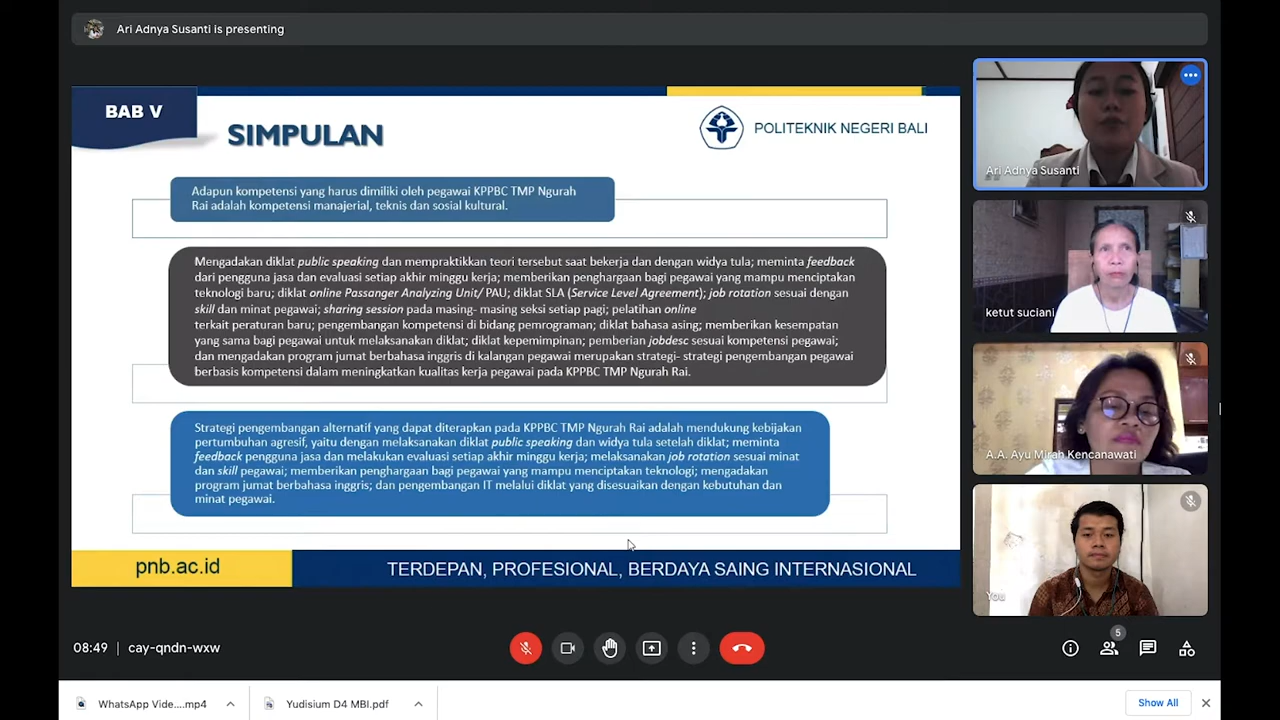 Ari Adnya Susanti is presenting
BAB V
SIMPULAN
POLITEKNIK NEGERI BALI
Adapun kompetensi yang harus dimiliki oleh pegawai KPPBC TMP Ngurah
Rai adalah kompetensi manajerial, teknis dan sosial kultural.
Mengadakan diklat public speaking dan mempraktikkan teori tersebut saat bekerja dan dengan widya tula; meminta feedback
dari pengguna jasa dan evaluasi setiap akhir minggu kerja; memberikan penghargaan bagi pegawai yang mampu menciptakan
teknologi baru; diklat online Passanger Analyzing Unit/ PAU; diklat SLA (Service Level Agreement); job rotation sesuai dengan
skill dan minat pegawai; sharing session pada masing- masing seksi setiap pagi; pelatihan online
terkait peraturan baru; pengembangan kompetensi di bidang pemrograman; diklat bahasa asing; memberikan kesempatan
yang sama bagi pegawai untuk melaksanakan diklat; diklat kepemimpinan; pemberian jobdesc sesuai kompetensi pegawai;
dan mengadakan program jumat berbahasa inggris di kalangan pegawai merupakan strategi- strategi pengembangan pegawai
berbasis kompetensi dalam meningkatkan kualitas kerja pegawai pada KPPBC TMP Ngurah Rai.
Strategi pengembangan alternatif yang dapat diterapkan pada KPPBC TMP Ngurah Rai adalah mendukung kebijakan
pertumbuhan agresif, yaitu dengan melaksanakan diklat public speaking dan widya tula setelah diklat; meminta
feedback pengguna jasa dan melakukan evaluasi setiap akhir minggu kerja; melaksanakan job rotation sesuai minat
dan skill pegawai; memberikan penghargaan bagi pegawai yang mampu menciptakan teknologi; mengadakan
program jumat berbahasa inggris; dan pengembangan IT melalui diklat yang disesuaikan dengan kebutuhan dan
minat pegawai.
pnb.ac.id
TERDEPAN, PROFESIONAL, BERDAYA SAING INTERNASIONAL
Ari Adnya Susanti
ketut suciani
A.A. Ayu Mirah Kencanawati
You
08:49
cay-qndn-wxw
5
WhatsApp Vide....mp4
Yudisium D4 MBI.pdf
Show All